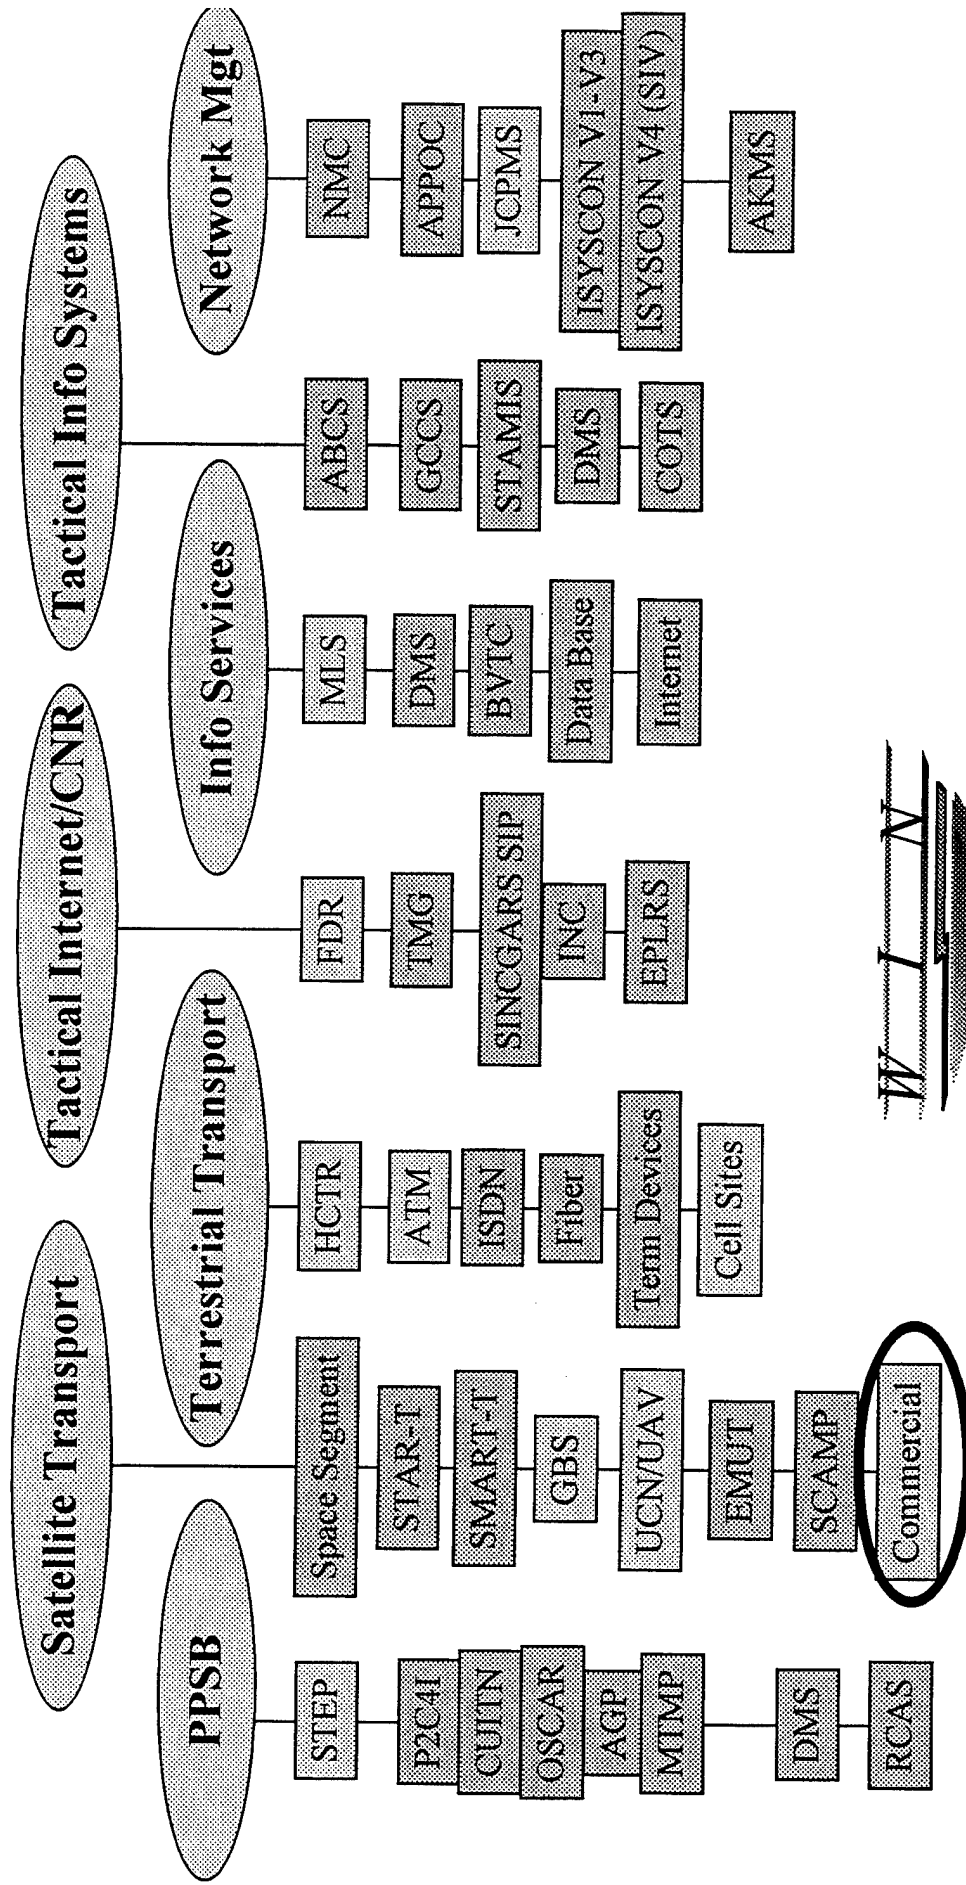 Satellite Transport
Tactical Internet/CNR
Tactical Info Systems
PPSB
Terrestrial Transport
Info Services
Network Mgt
STEP
P2C4I
CUITN
OSCAR
AGP
MTMP
DMS
RCAS
Space Segment
STAR-T
SMART-T
GBS
UCN/UAV
EMUT
SCAMP
Commercial
HCTR
ATM
ISDN
Fiber
Term Devices
Cell Sites
FDR
TMG
SINCGARS SIP
INC
EPLRS
MLS
DMS
BVTC
Data Base
Internet
ABCS
GCCS
STAMIS
DMS
COTS
NMC
APPOC
JCPMS
ISYSCON V1-V3
ISYSCON V4 (SIV)
AKMS
W I N